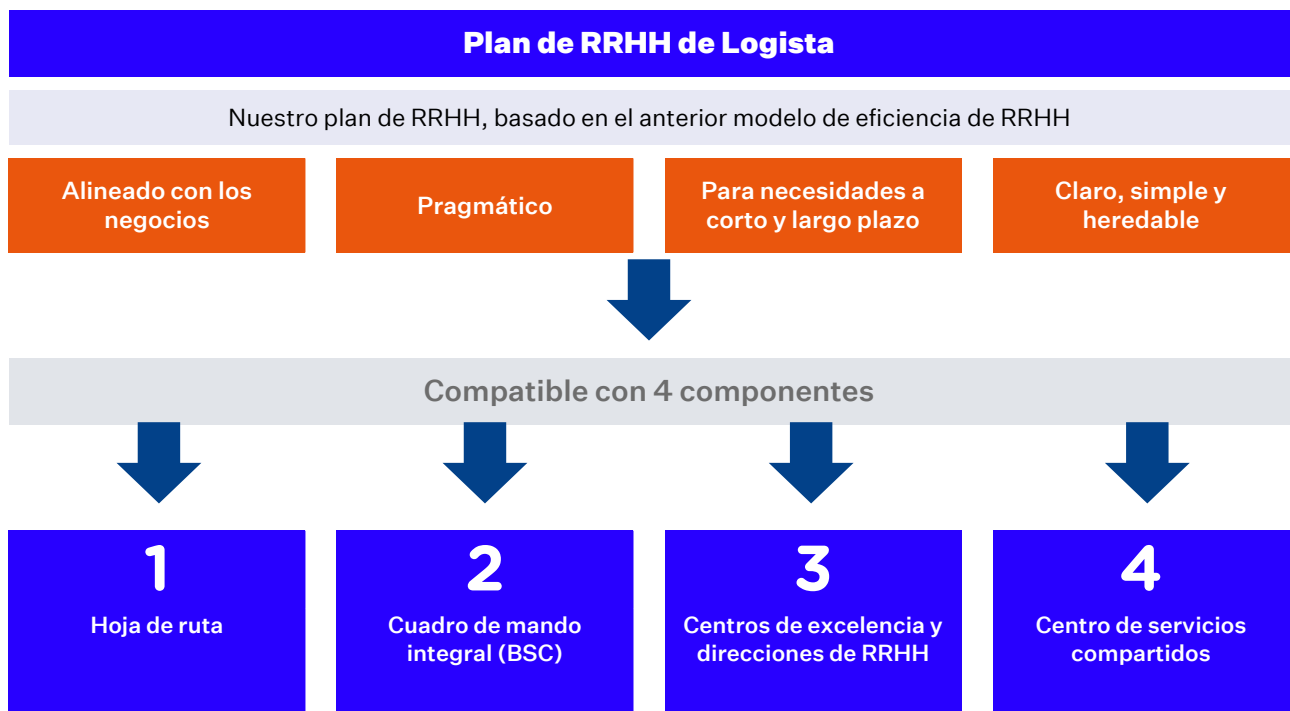 Plan de RRHH de Logista
Nuestro plan de RRHH, basado en el anterior modelo de eficiencia de RRHH
Alineado con los
negocios
Pragmático
Para necesidades a
corto y largo plazo
Claro, simple y
heredable
Compatible con 4 componentes
1
Hoja de ruta
2
Cuadro de mando
integral (BSC)
3
Centros de excelencia y
direcciones de RRHH
4
Centro de servicios
compartidos